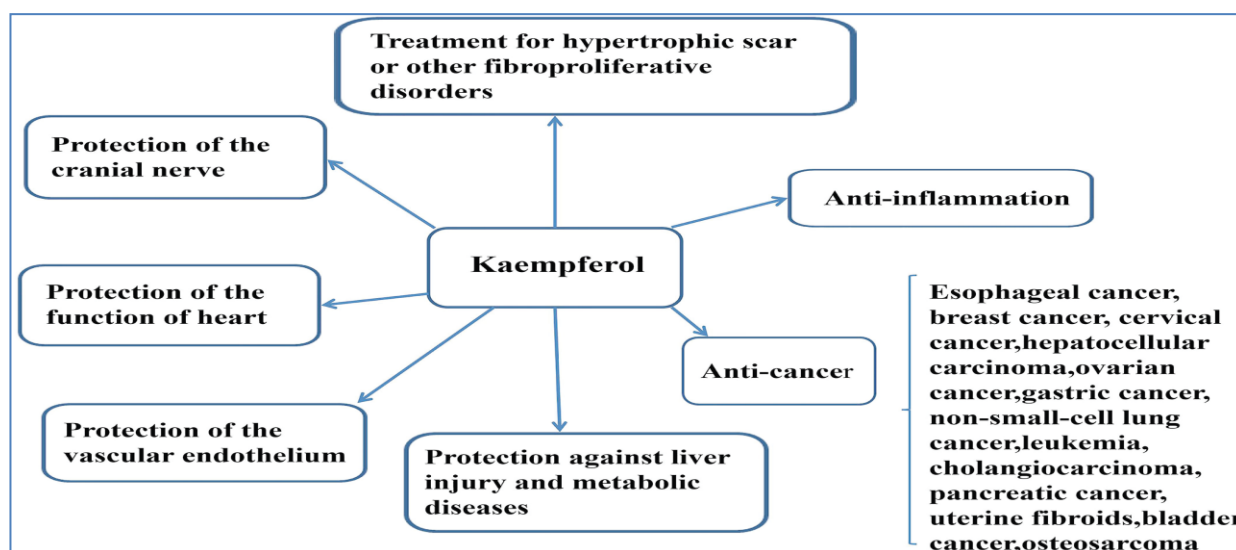 Treatment for hypertrophic scar
or other fibroproliferative
disorders
Protection of the
cranial nerve
Anti-inflammation
Kaempferol
Protection of the
function of heart
Anti-cancer
Esophageal cancer,
breast cancer, cervical
cancer,hepatocellular
carcinoma,ovarian
cancer,gastric cancer,
non-small-cell lung
cancer,leukemia,
cholangiocarcinoma,
pancreatic cancer,
uterine fibroids,bladder
cancer,osteosarcoma
Protection of the
vascular endothelium
Protection against liver
injury and metabolic
diseases